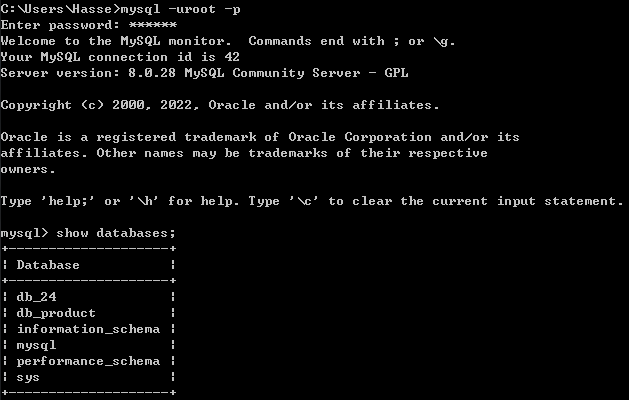 C:\Users\Hasse>mysql -uroot -p
Enter password: ******
Welcome to the MySQL monitor.  Commands end with ; or \g.
Your MySQL connection id is 42
Server version: 8.0.28 MySQL Community Server - GPL

Copyright (c) 2000, 2022, Oracle and/or its affiliates.

Oracle is a registered trademark of Oracle Corporation and/or its
affiliates. Other names may be trademarks of their respective
owners.

Type 'help;' or '\h' for help. Type '\c' to clear the current input statement.

mysql> show databases;
+--------------------+
| Database           |
+--------------------+
| db_24              |
| db_product         |
| information_schema |
| mysql              |
| performance_schema |
| sys                |
+--------------------+